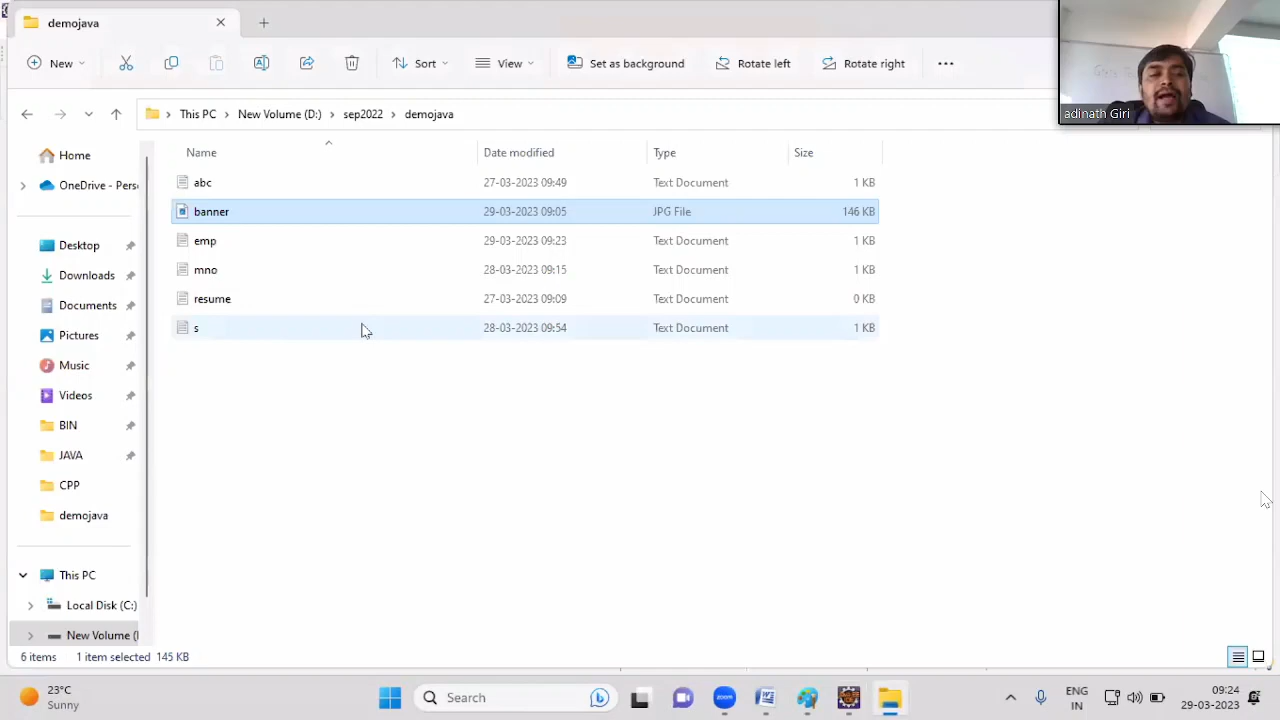 demojava
New Sort View Set as background Rotate left Rotate right
This PC New Volume (D:) sep2022 demojava
adinath Giri
Name Date modified Type Size
abc 27-03-2023 09:49 Text Document 1 KB
banner 29-03-2023 09:05 JPG File 146 KB
emp 29-03-2023 09:23 Text Document 1 KB
mno 28-03-2023 09:15 Text Document 1 KB
resume 27-03-2023 09:09 Text Document 0 KB
s 28-03-2023 09:54 Text Document 1 KB
Home
OneDrive - Pers
Desktop
Downloads
Documents
Pictures
Music
Videos
BIN
JAVA
CPP
demojava
This PC
Local Disk (C:)
New Volume (
6 items 1 item selected 145 KB
23°C
Sunny
Search
zoom
ENG
IN
09:24
29-03-2023